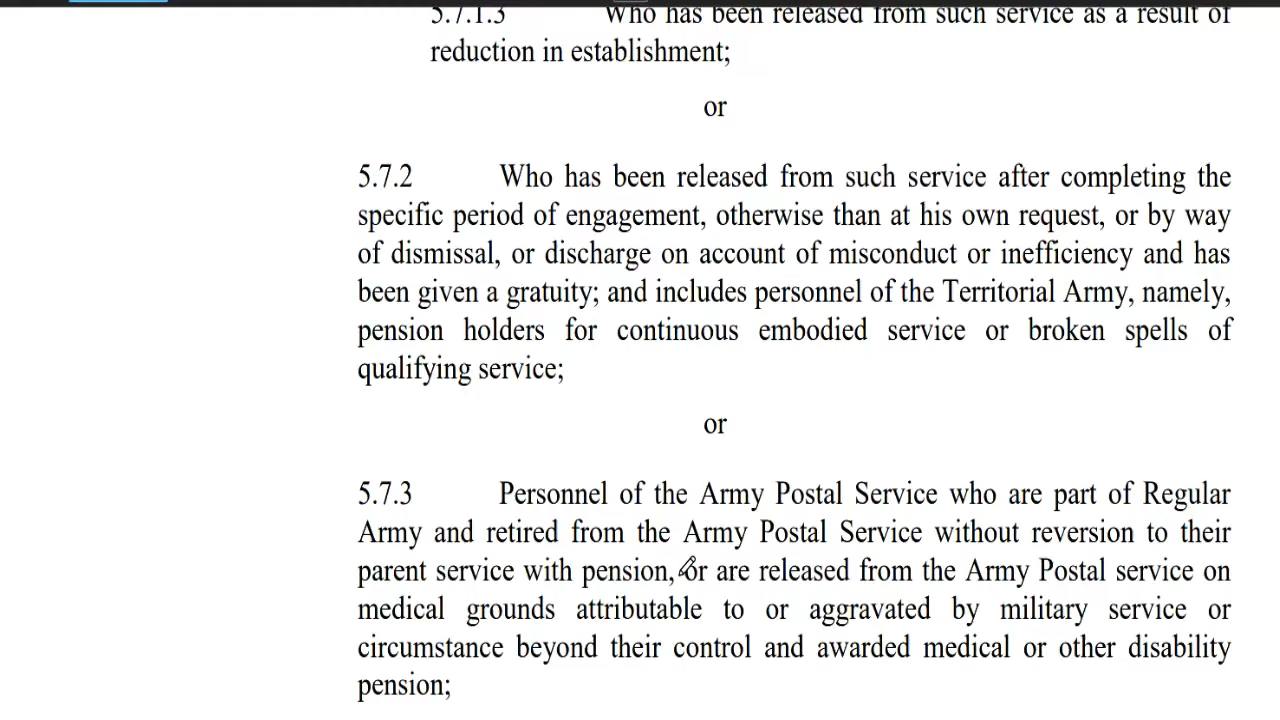 5.7.1.3 Who has been released from such service as a result of
reduction in establishment;
or
5.7.2 Who has been released from such service after completing the
specific period of engagement, otherwise than at his own request, or by way
of dismissal, or discharge on account of misconduct or inefficiency and has
been given a gratuity; and includes personnel of the Territorial Army, namely,
pension holders for continuous embodied service or broken spells of
qualifying service;
or
5.7.3 Personnel of the Army Postal Service who are part of Regular
Army and retired from the Army Postal Service without reversion to their
parent service with pension, or are released from the Army Postal service on
medical grounds attributable to or aggravated by military service or
circumstance beyond their control and awarded medical or other disability
pension;